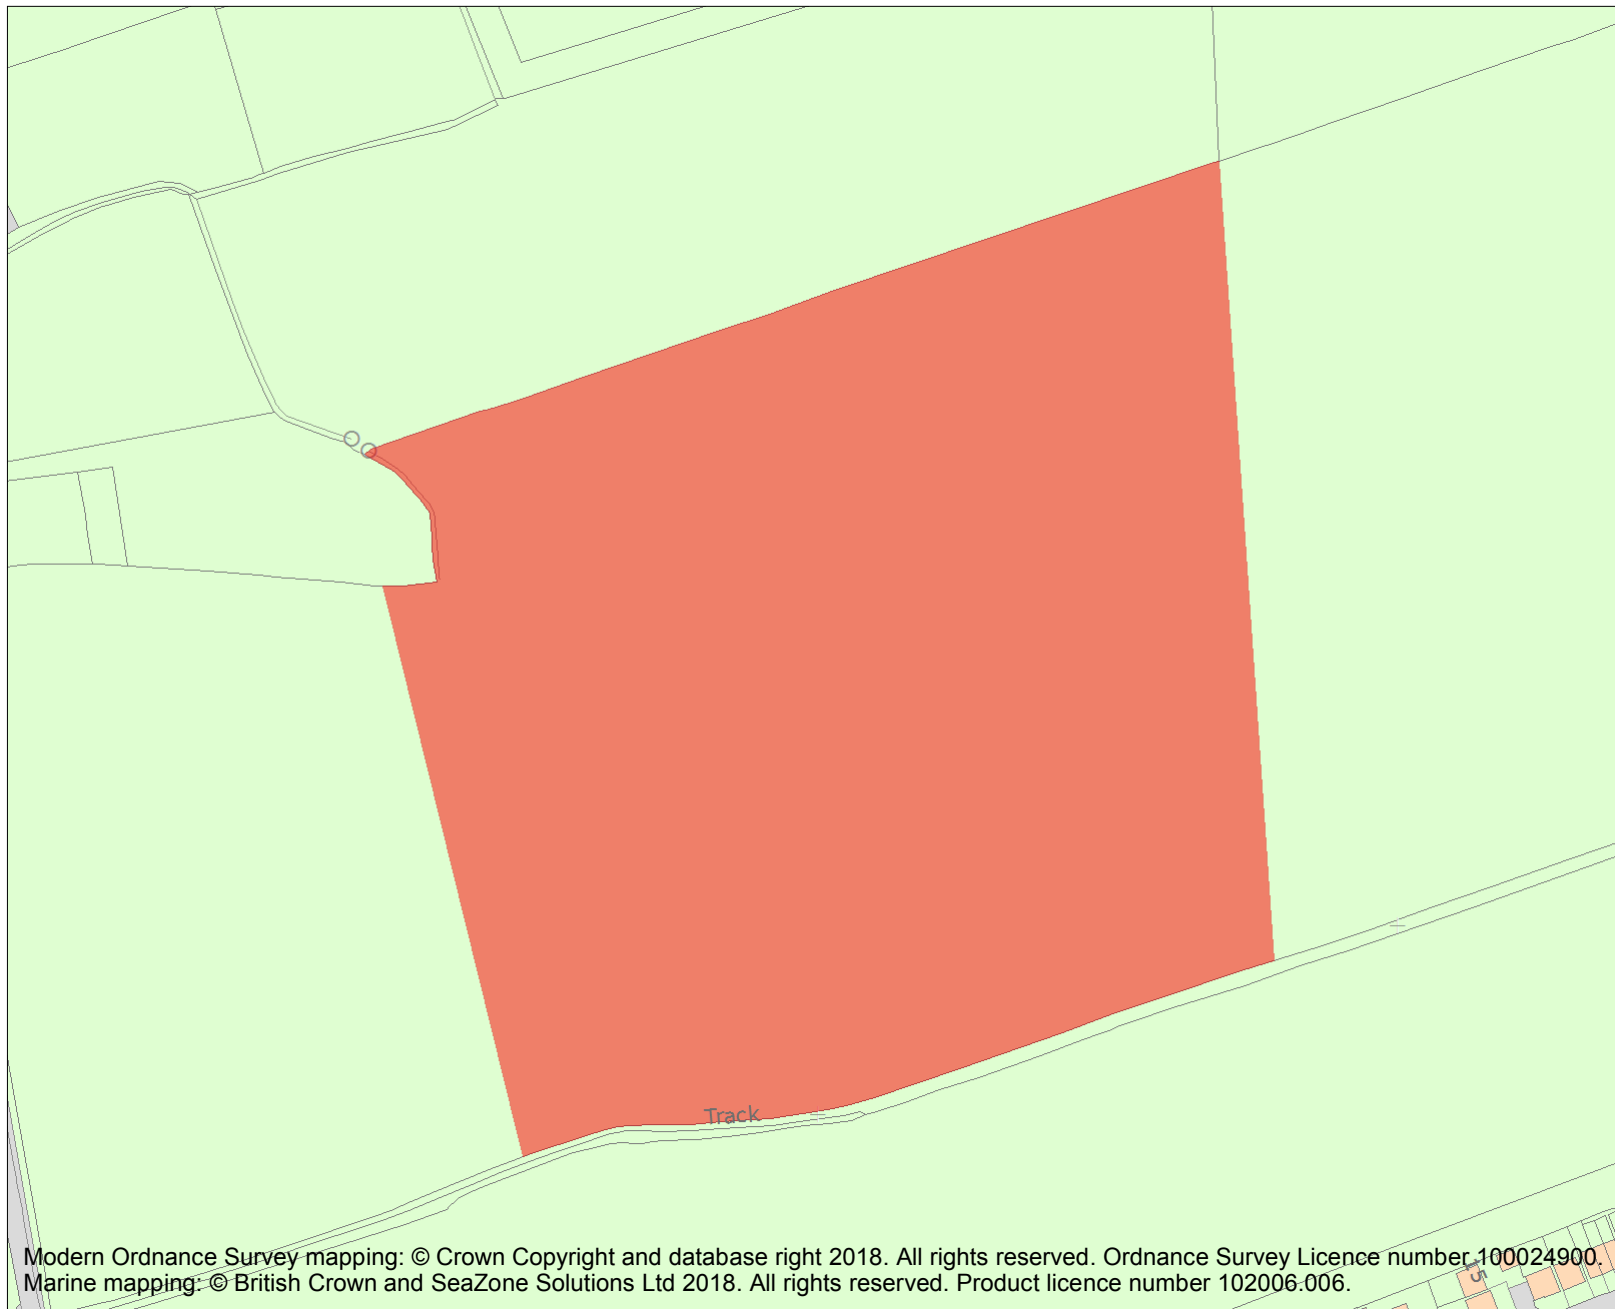 Track
15
Modern Ordnance Survey mapping: © Crown Copyright and database right 2018. All rights reserved. Ordnance Survey Licence number 100024900.
Marine mapping: © British Crown and SeaZone Solutions Ltd 2018. All rights reserved. Product licence number 102006.006.